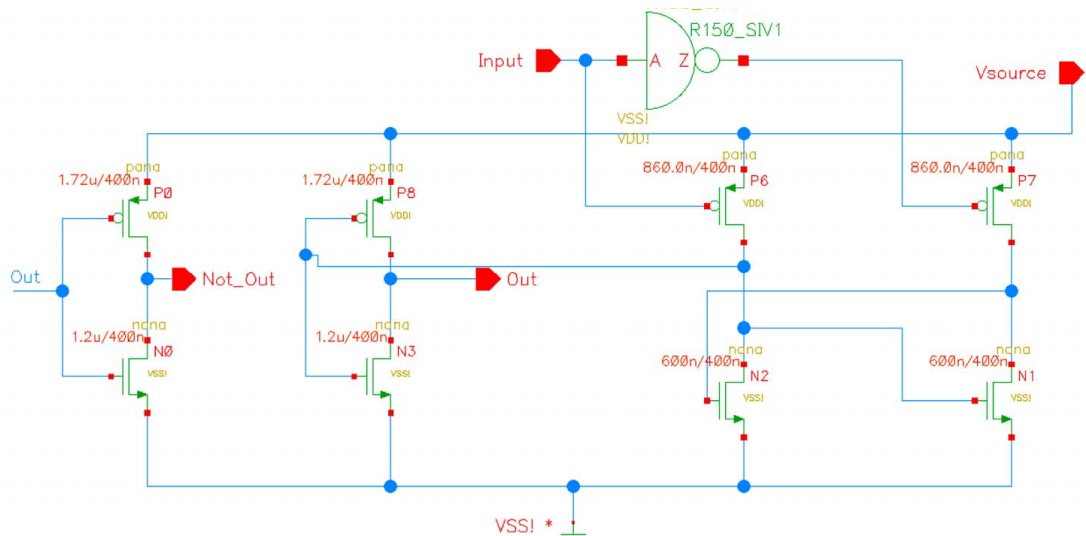 R150_SIV1
Input
A Z
Vsource
VSS!
VDD!
pana
1.72u/400n
P0
VDD!
pana
1.72u/400n
P8
VDD!
pana
860.0n/400n
P6
VDD!
pana
860.0n/400n
P7
VDD!
Out
Not_Out
Out
nana
1.2u/400n
N0
VSS!
nana
1.2u/400n
N3
VSS!
nana
600n/400n
N2
VSS!
nana
600n/400n
N1
VSS!
VSS! *